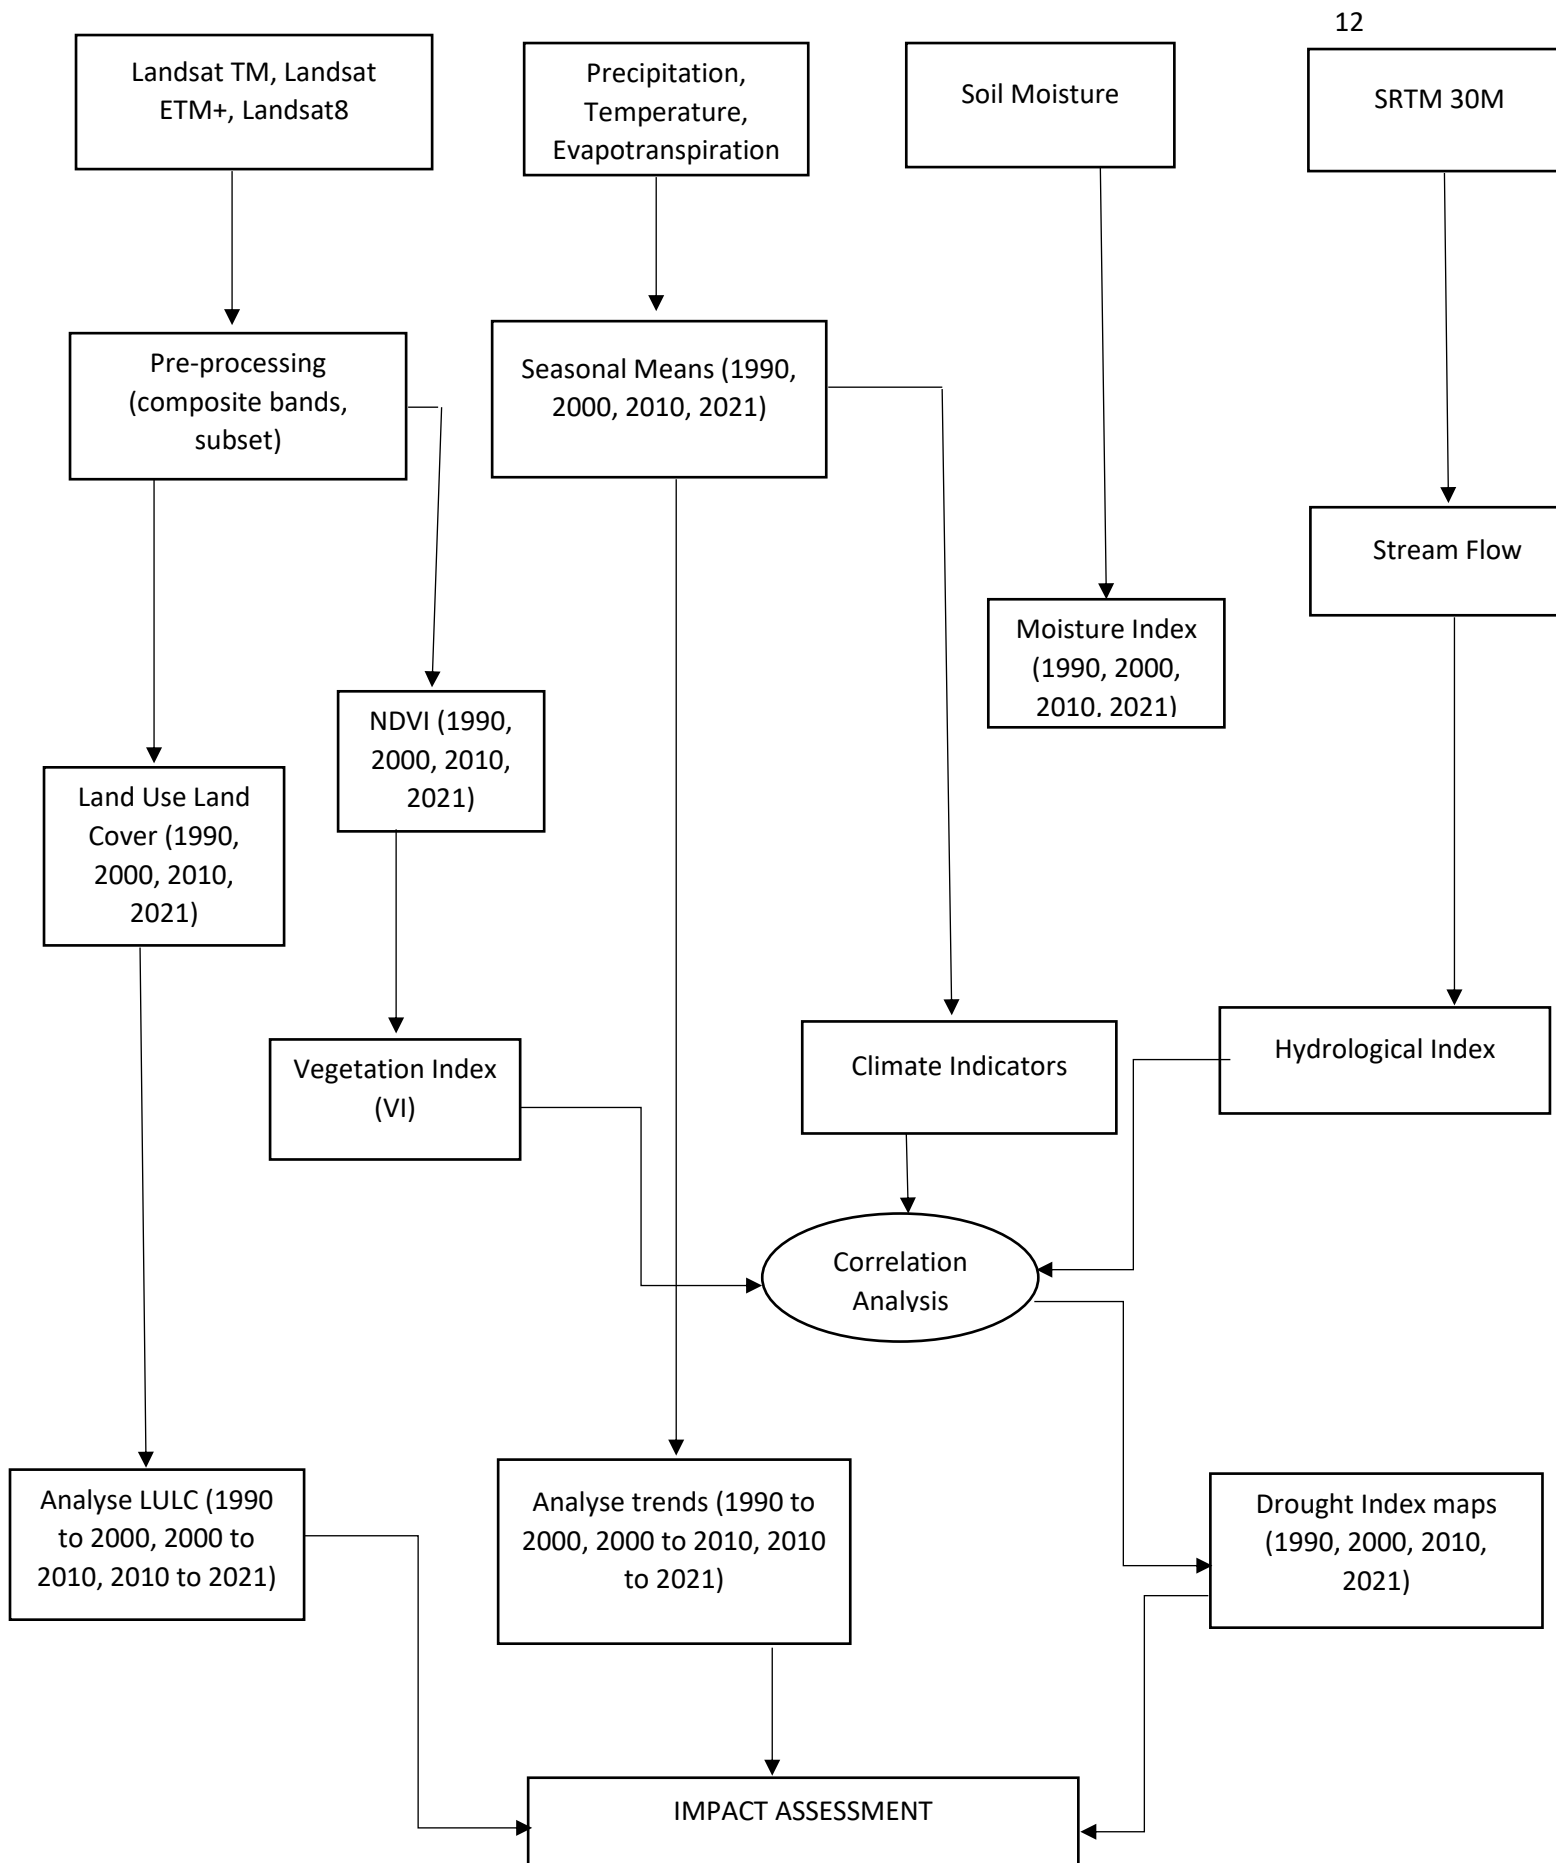 12
Landsat TM, Landsat
ETM+, Landsat8
Precipitation,
Temperature,
Evapotranspiration
Soil Moisture
SRTM 30M
Pre-processing
(composite bands,
subset)
Seasonal Means (1990,
2000, 2010, 2021)
Stream Flow
Moisture Index
(1990, 2000,
2010, 2021)
NDVI (1990,
2000, 2010,
2021)
Land Use Land
Cover (1990,
2000, 2010,
2021)
Vegetation Index
(VI)
Climate Indicators
Hydrological Index
Correlation
Analysis
Analyse LULC (1990
to 2000, 2000 to
2010, 2010 to 2021)
Analyse trends (1990 to
2000, 2000 to 2010, 2010
to 2021)
Drought Index maps
(1990, 2000, 2010,
2021)
IMPACT ASSESSMENT